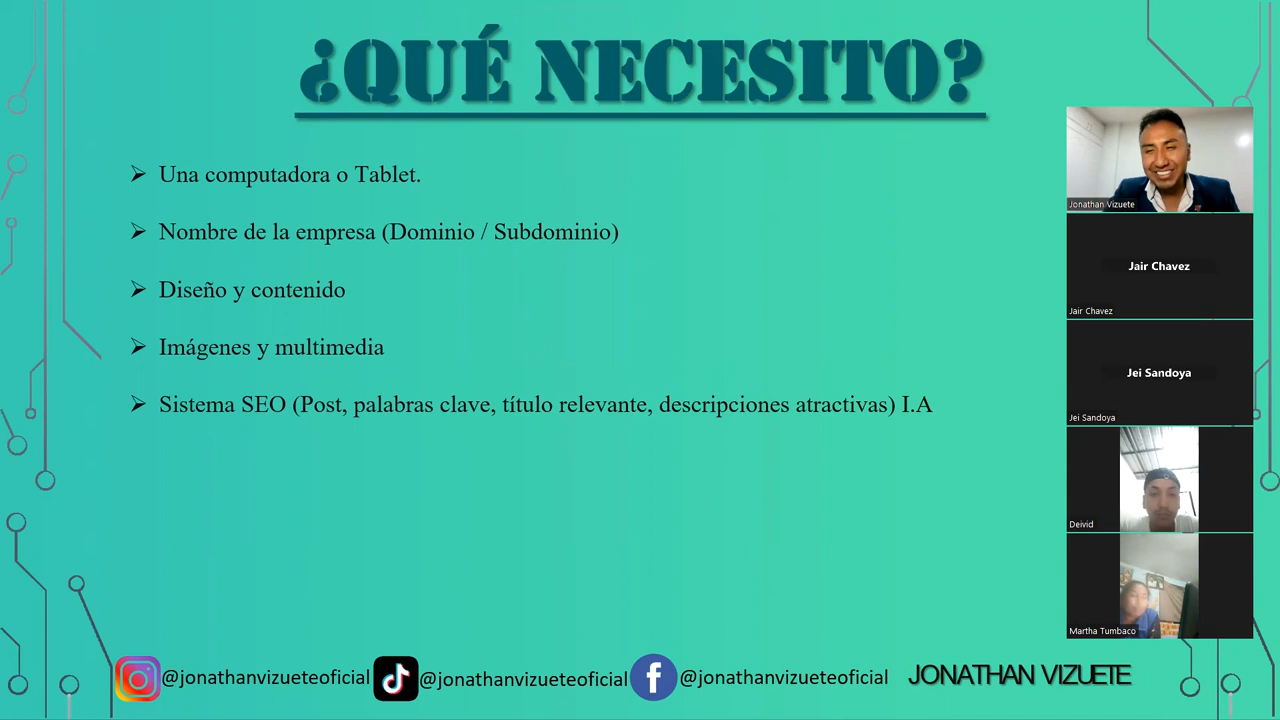 ¿QUÉ NECESITO?
Una computadora o Tablet.
Nombre de la empresa (Dominio / Subdominio)
Diseño y contenido
Imágenes y multimedia
Sistema SEO (Post, palabras clave, título relevante, descripciones atractivas) I.A
Jonathan Vizuete
Jair Chavez
Jair Chavez
Jei Sandoya
Jei Sandoya
Deivid
Martha Tumbaco
@jonathanvizueteoficial @jonathanvizueteoficial @jonathanvizueteoficial JONATHAN VIZUETE